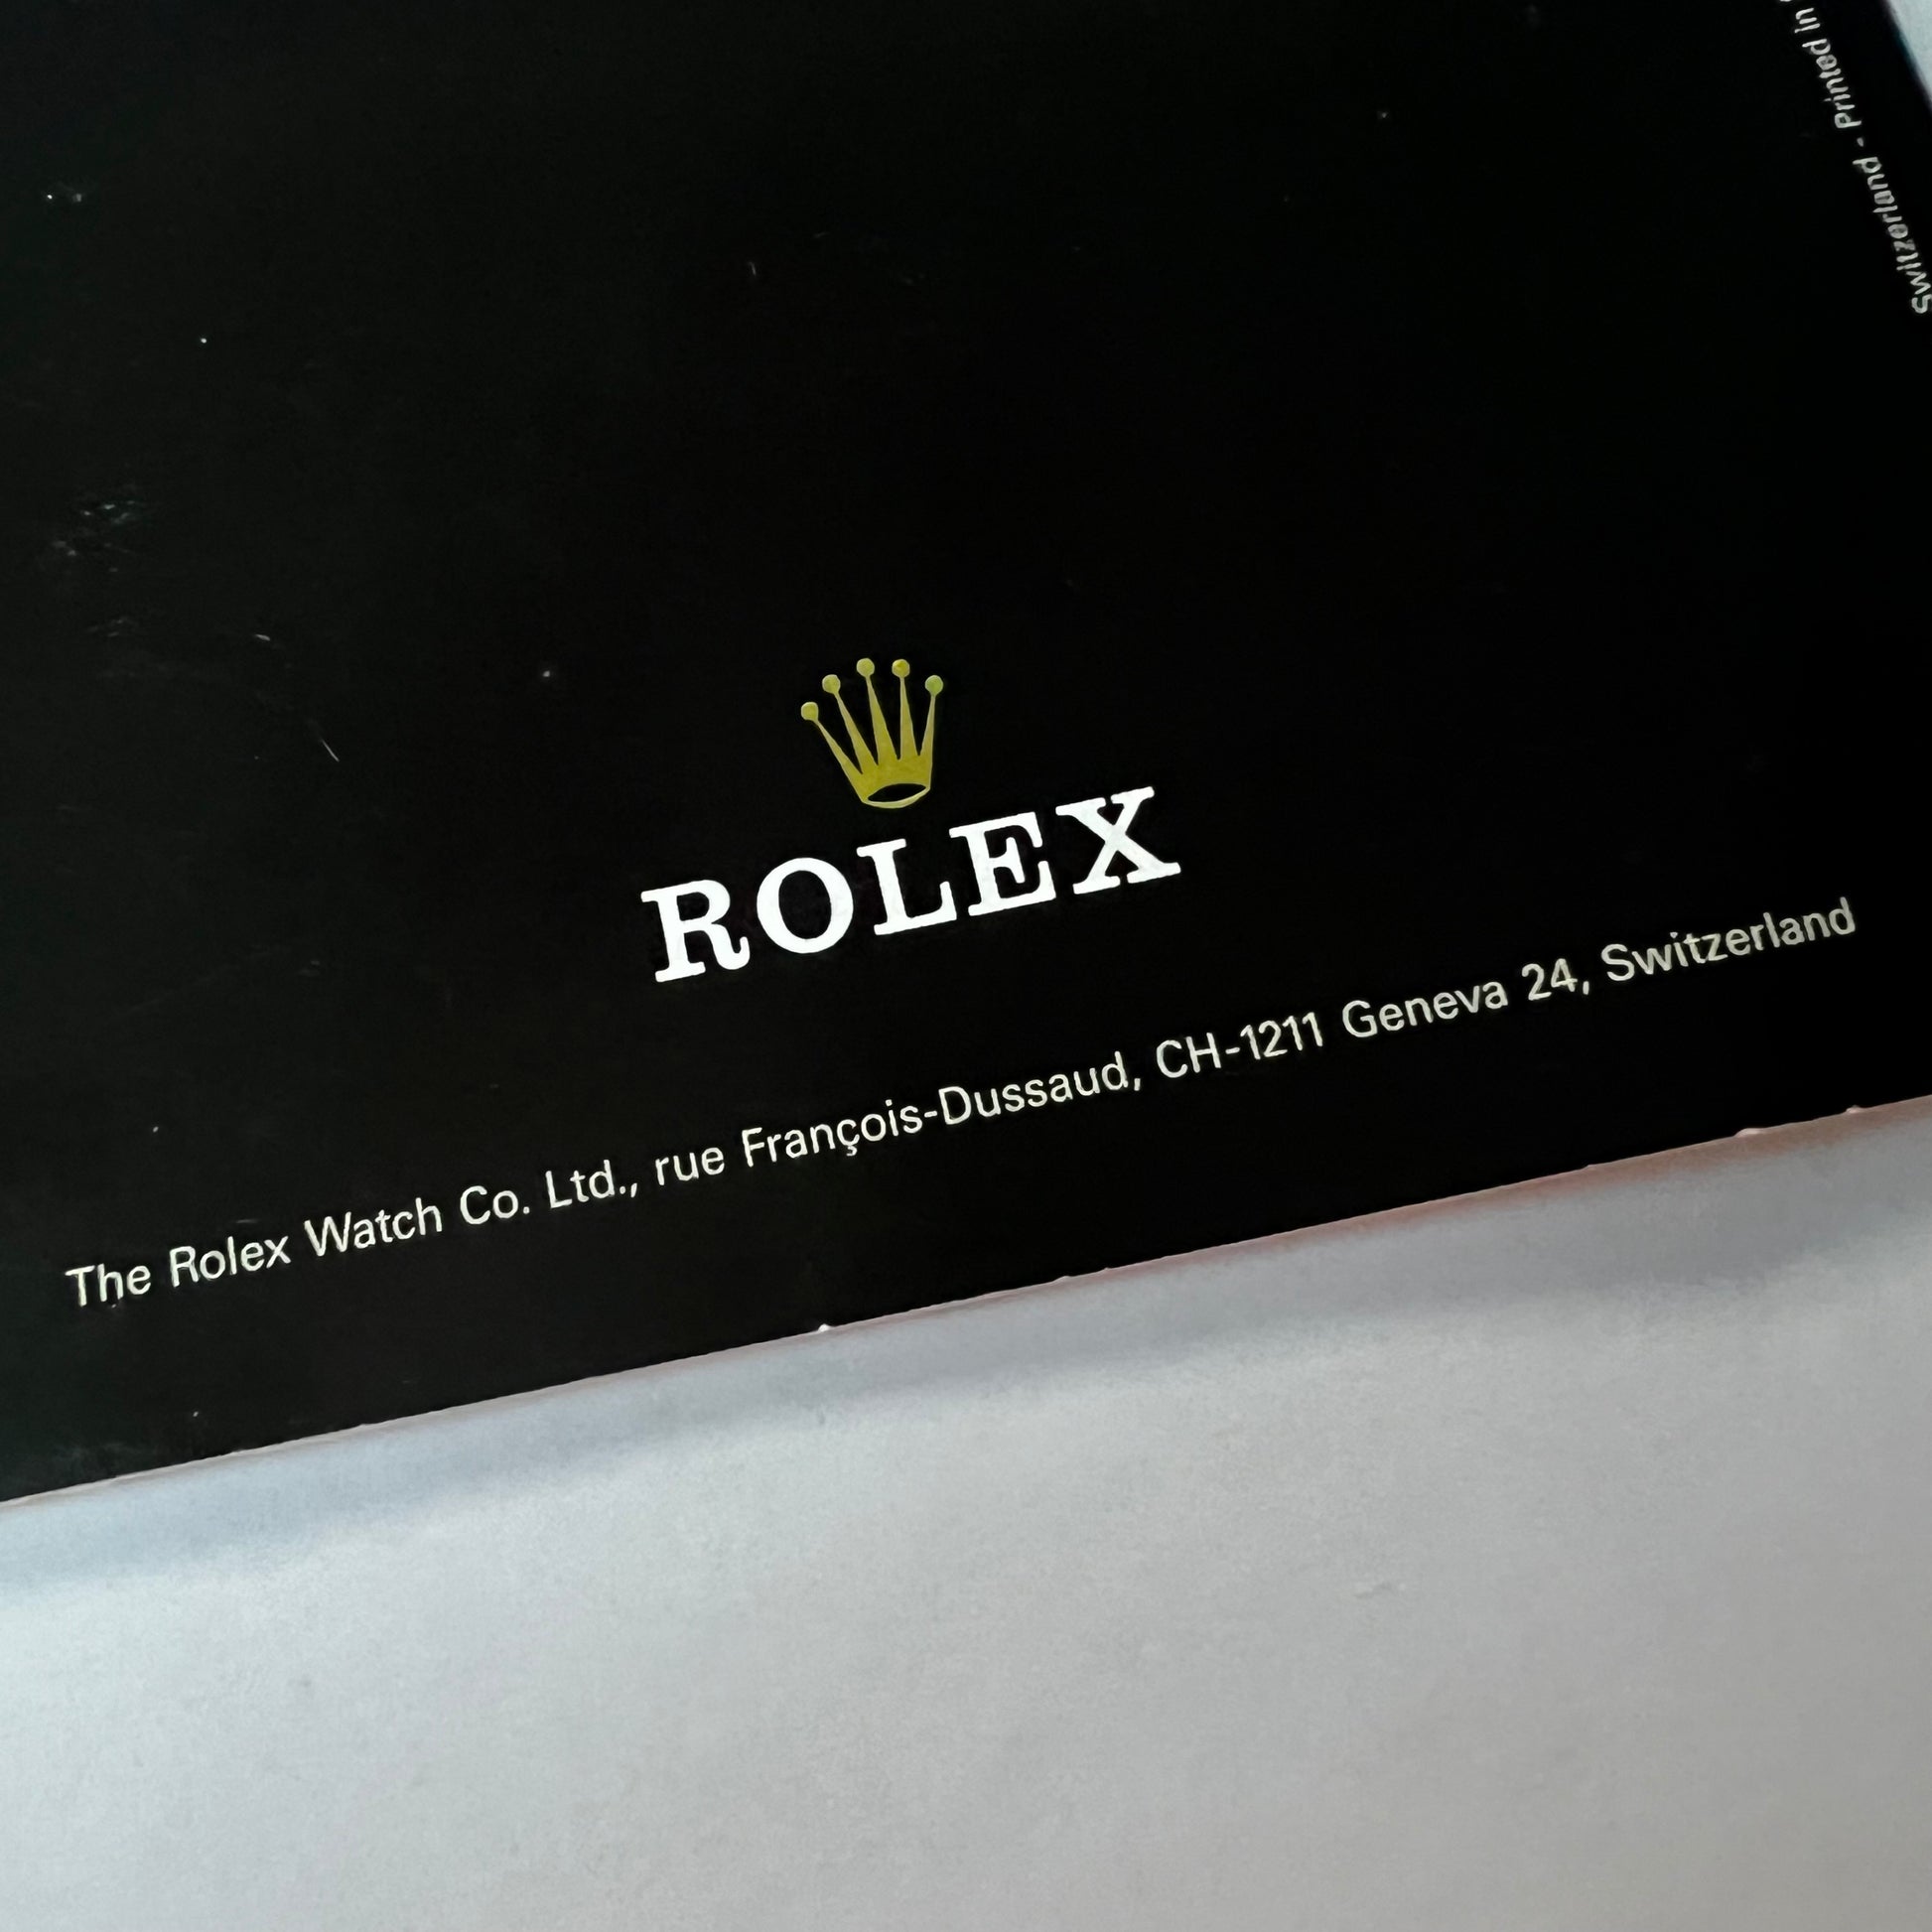 ROLEX
The Rolex Watch Co. Ltd., rue François-Dussaud, CH-1211 Geneva 24, Switzerland
Switzerland - Printed in